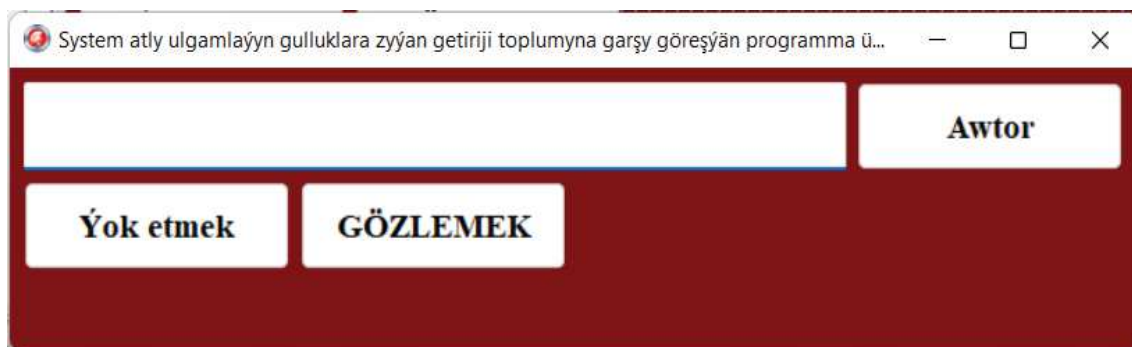 System atly ulgamlaýyn gulluklara zyýan getiriji toplumyna garşy göreşýän programma ü...
Awtor
Ýok etmek GÖZLEMEK